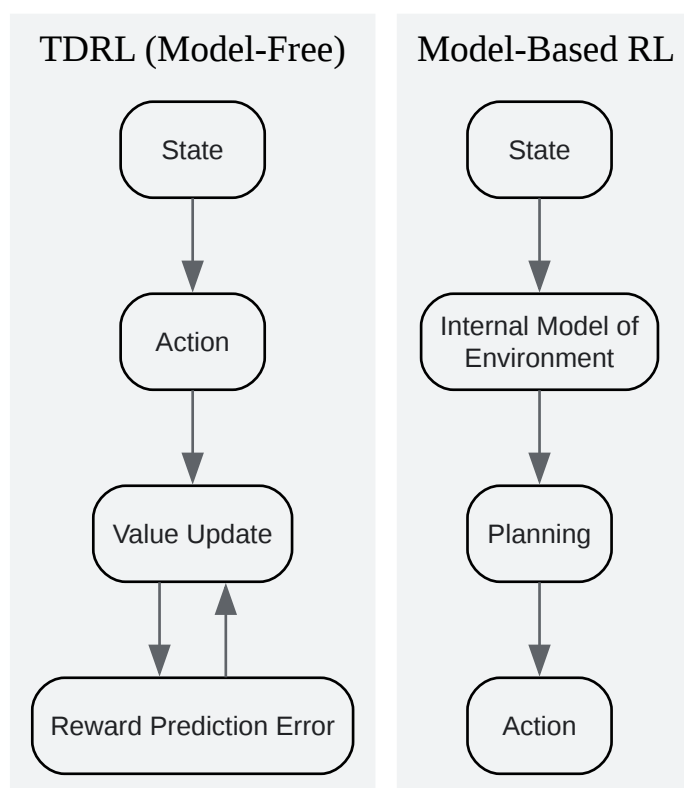 TDRL (Model-Free)
State
Action
Value Update
Reward Prediction Error
Model-Based RL
State
Internal Model of
Environment
Planning
Action